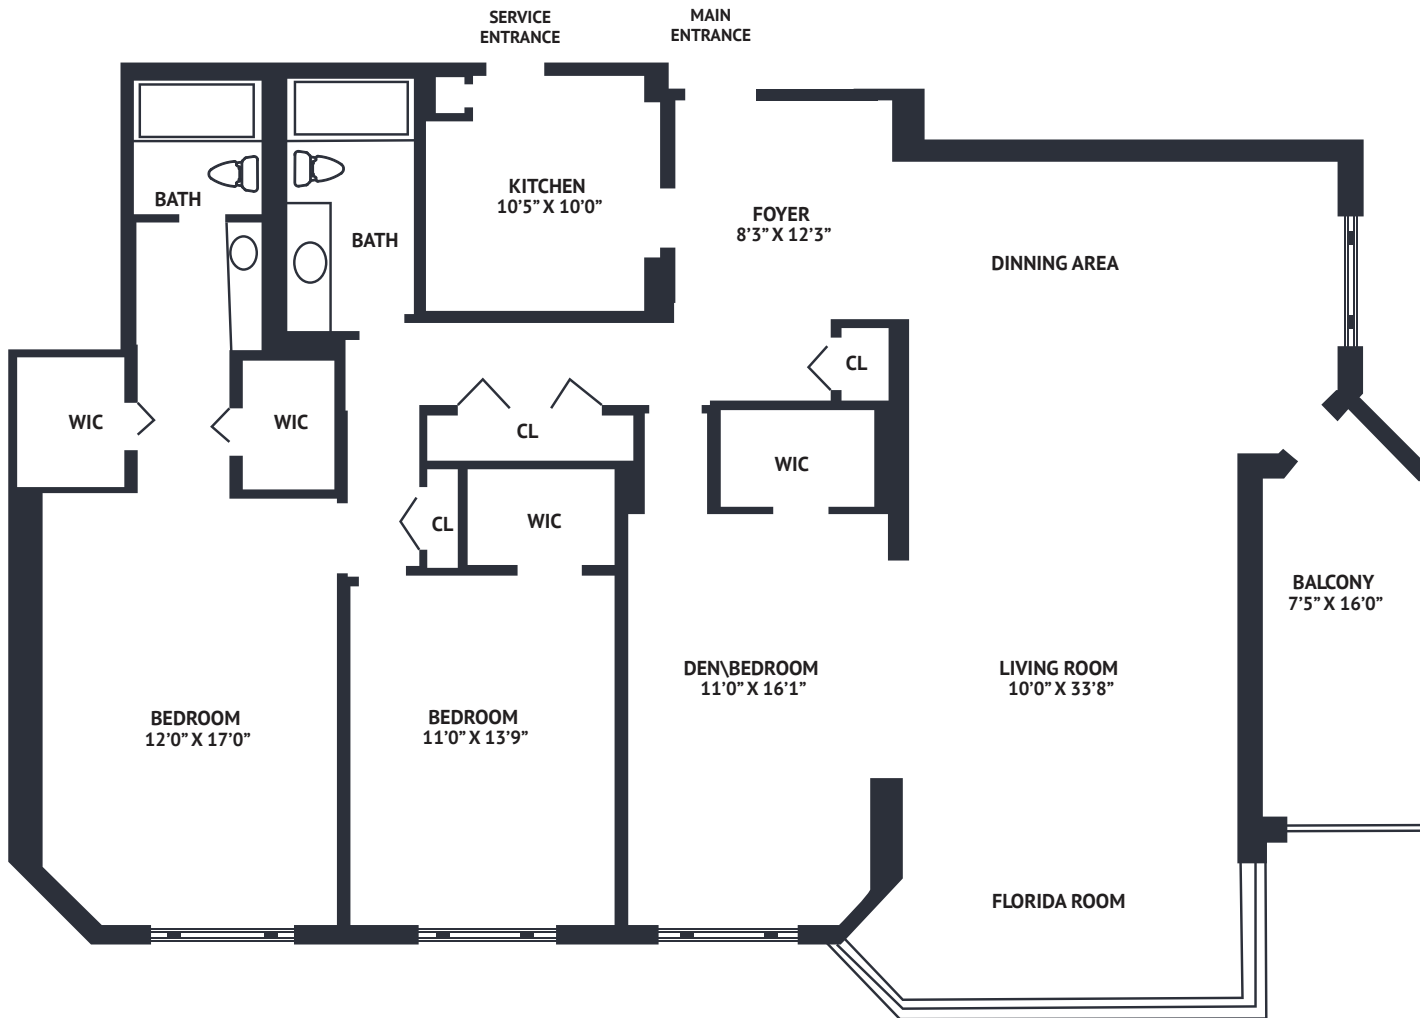 SERVICE
ENTRANCE
MAIN
ENTRANCE
BATH
KITCHEN
10’5” X 10’0”
FOYER
8’3” X 12’3”
BATH
DINNING AREA
CL
WIC
WIC
CL
WIC
CL
WIC
BALCONY
7’5” X 16’0”
DEN\BEDROOM
11’0” X 16’1”
LIVING ROOM
10’0” X 33’8”
BEDROOM
12’0” X 17’0”
BEDROOM
11’0” X 13’9”
FLORIDA ROOM